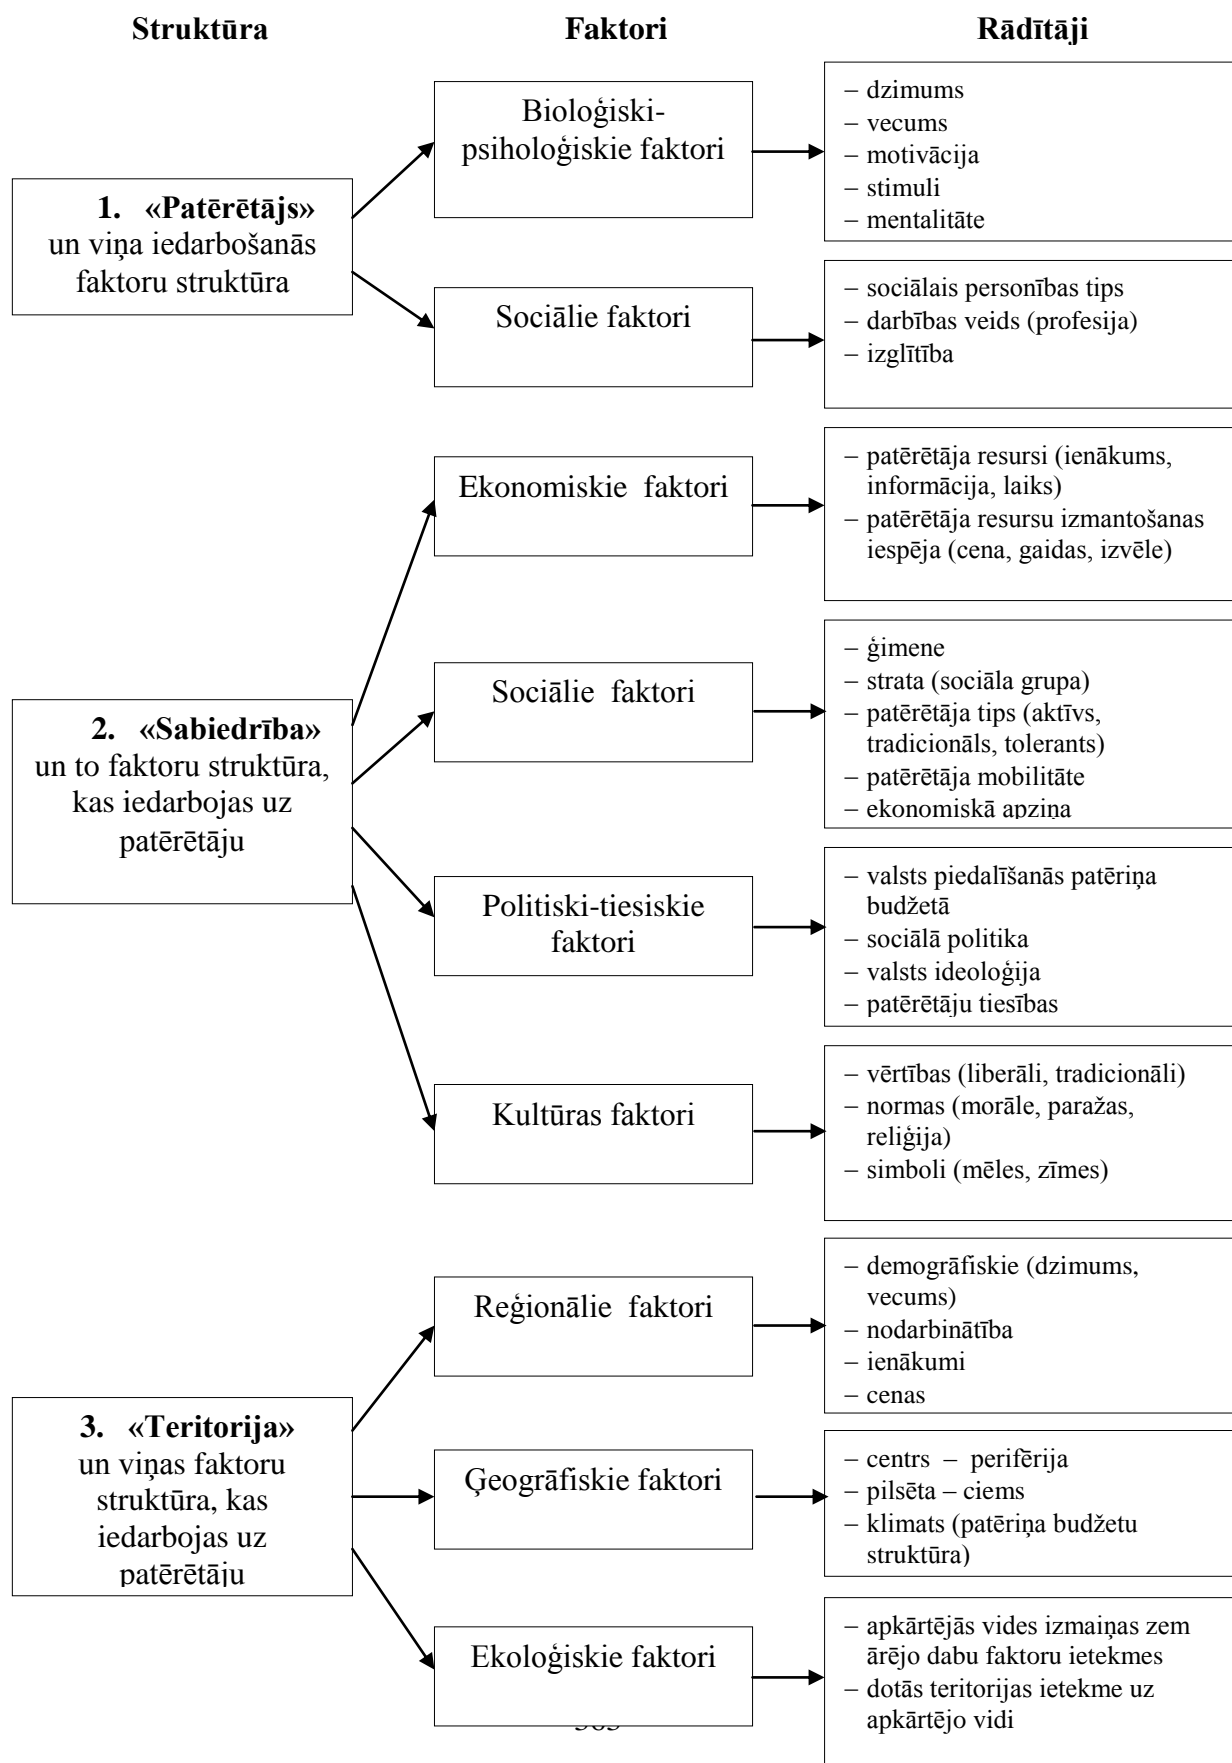 Struktūra Faktori Rādītāji
Bioloģiski-
psiholoģiskie faktori
– dzimums
– vecums
– motivācija
– stimuli
– mentalitāte
1. «Patērētājs»
un viņa iedarbošanās
faktoru struktūra
Sociālie faktori
– sociālais personības tips
– darbības veids (profesija)
– izglītība
Ekonomiskie faktori
– patērētāja resursi (ienākums,
informācija, laiks)
– patērētāja resursu izmantošanas
iespēja (cena, gaidas, izvēle)
2. «Sabiedrība»
un to faktoru struktūra,
kas iedarbojas uz
patērētāju
Sociālie faktori
– ģimene
– strata (sociāla grupa)
– patērētāja tips (aktīvs,
tradicionāls, tolerants)
– patērētāja mobilitāte
– ekonomiskā apziņa
Politiski-tiesiskie
faktori
– valsts piedalīšanās patēriņa
budžetā
– sociālā politika
– valsts ideoloģija
– patērētāju tiesības
Kultūras faktori
– vērtības (liberāli, tradicionāli)
– normas (morāle, paražas,
reliģija)
– simboli (mēles, zīmes)
Reģionālie faktori
– demogrāfiskie (dzimums,
vecums)
– nodarbinātība
– ienākumi
– cenas
3. «Teritorija»
un viņas faktoru
struktūra, kas
iedarbojas uz
patērētāju
Ģeogrāfiskie faktori
– centrs – perifērija
– pilsēta – ciems
– klimats (patēriņa budžetu
struktūra)
Ekoloģiskie faktori
– apkārtējās vides izmaiņas zem
ārējo dabu faktoru ietekmes
– dotās teritorijas ietekme uz
apkārtējo vidi